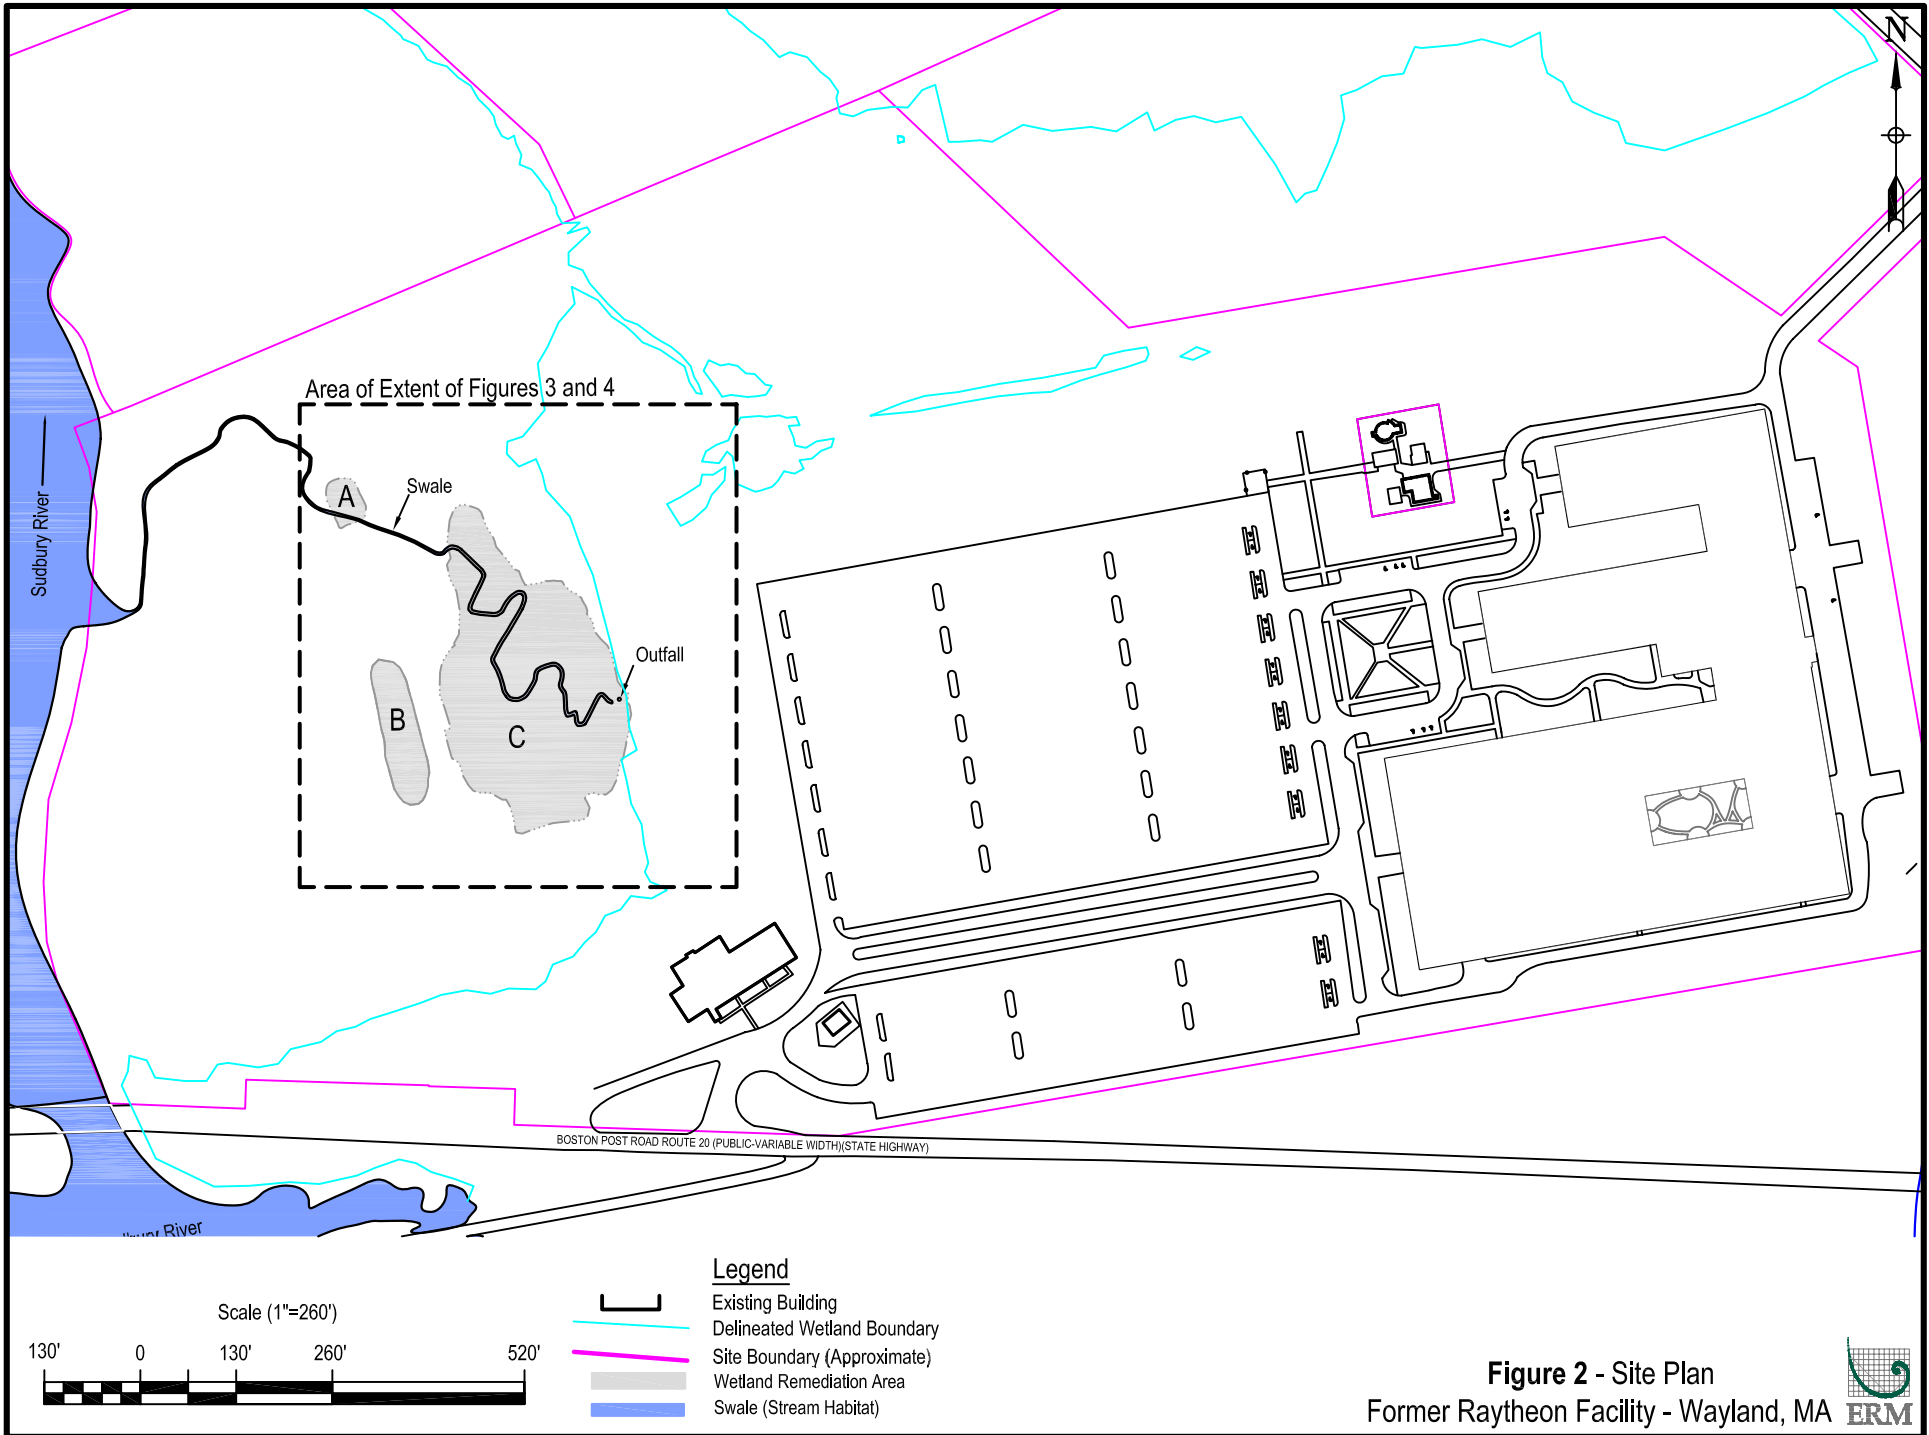 N
Area of Extent of Figures 3 and 4
A
Swale
Sudbury River
Outfall
B
C
BOSTON POST ROAD ROUTE 20 (PUBLIC-VARIABLE WIDTH)(STATE HIGHWAY)
River
Legend
Existing Building
Delineated Wetland Boundary
Site Boundary (Approximate)
Wetland Remediation Area
Swale (Stream Habitat)
Scale (1"=260')
130' 0 130' 260' 520'
Figure 2 - Site Plan
Former Raytheon Facility - Wayland, MA
ERM